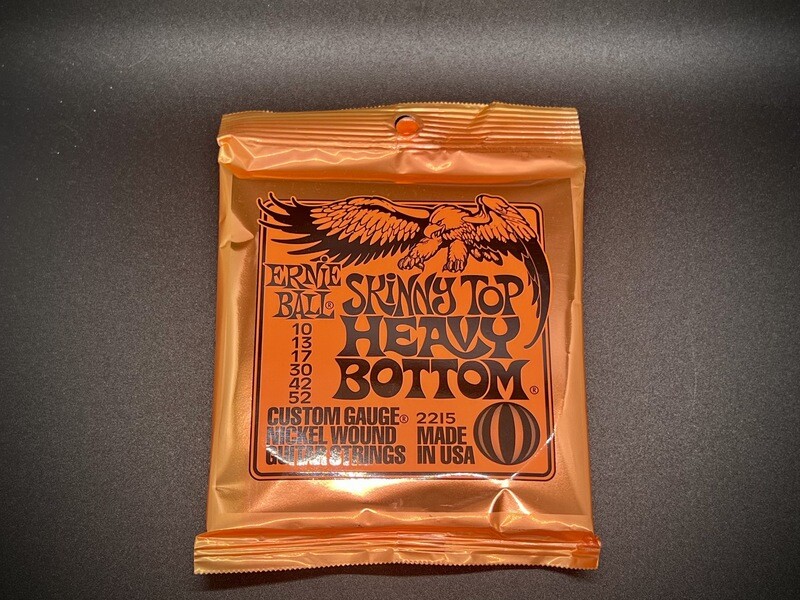 ERNIE
BALL®
SKINNY TOP
HEAVY
BOTTOM®
10
13
17
30
42
52
CUSTOM GAUGE® 2215
NICKEL WOUND MADE
GUITAR STRINGS IN USA